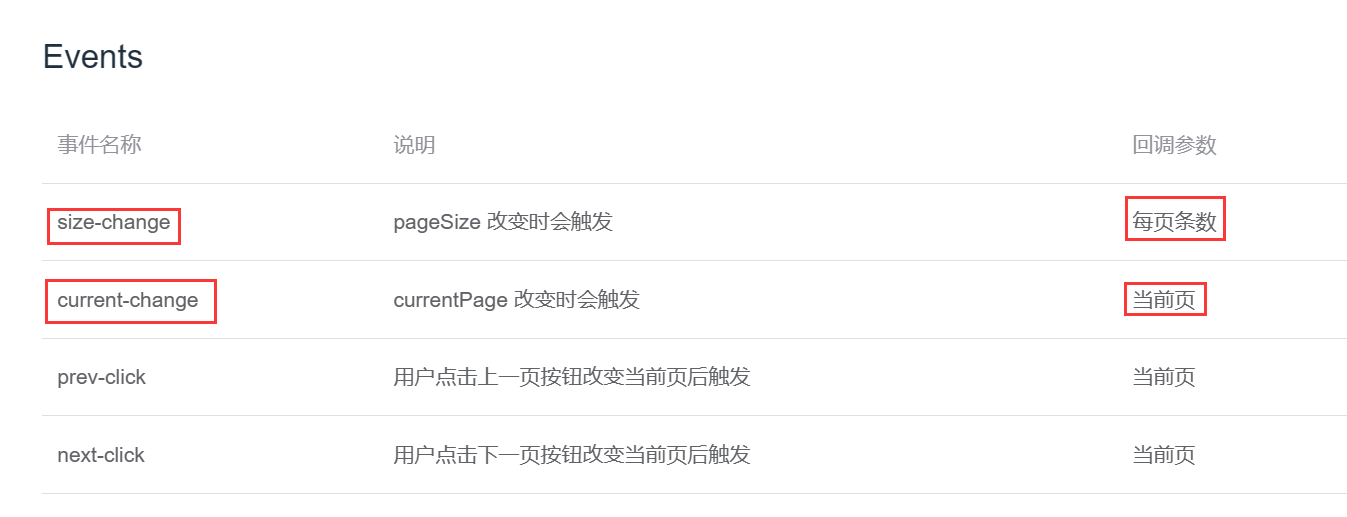 Events
事件名称 说明 回调参数
size-change pageSize 改变时会触发 每页条数
current-change currentPage 改变时会触发 当前页
prev-click 用户点击上一页按钮改变当前页后触发 当前页
next-click 用户点击下一页按钮改变当前页后触发 当前页